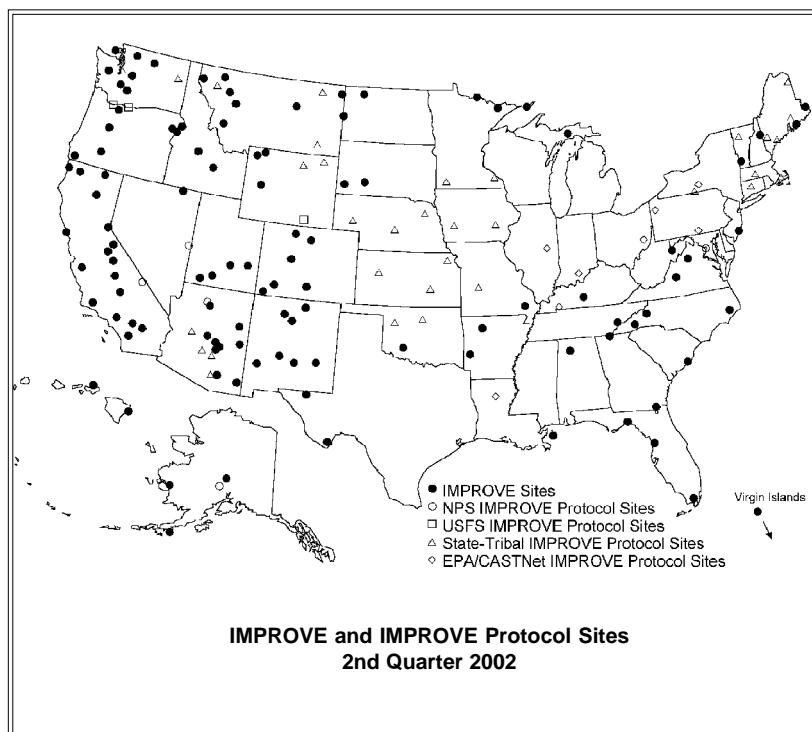 IMPROVE Sites
NPS IMPROVE Protocol Sites
USFS IMPROVE Protocol Sites
State-Tribal IMPROVE Protocol Sites
EPA/CASTNet IMPROVE Protocol Sites
Virgin Islands
IMPROVE and IMPROVE Protocol Sites
2nd Quarter 2002